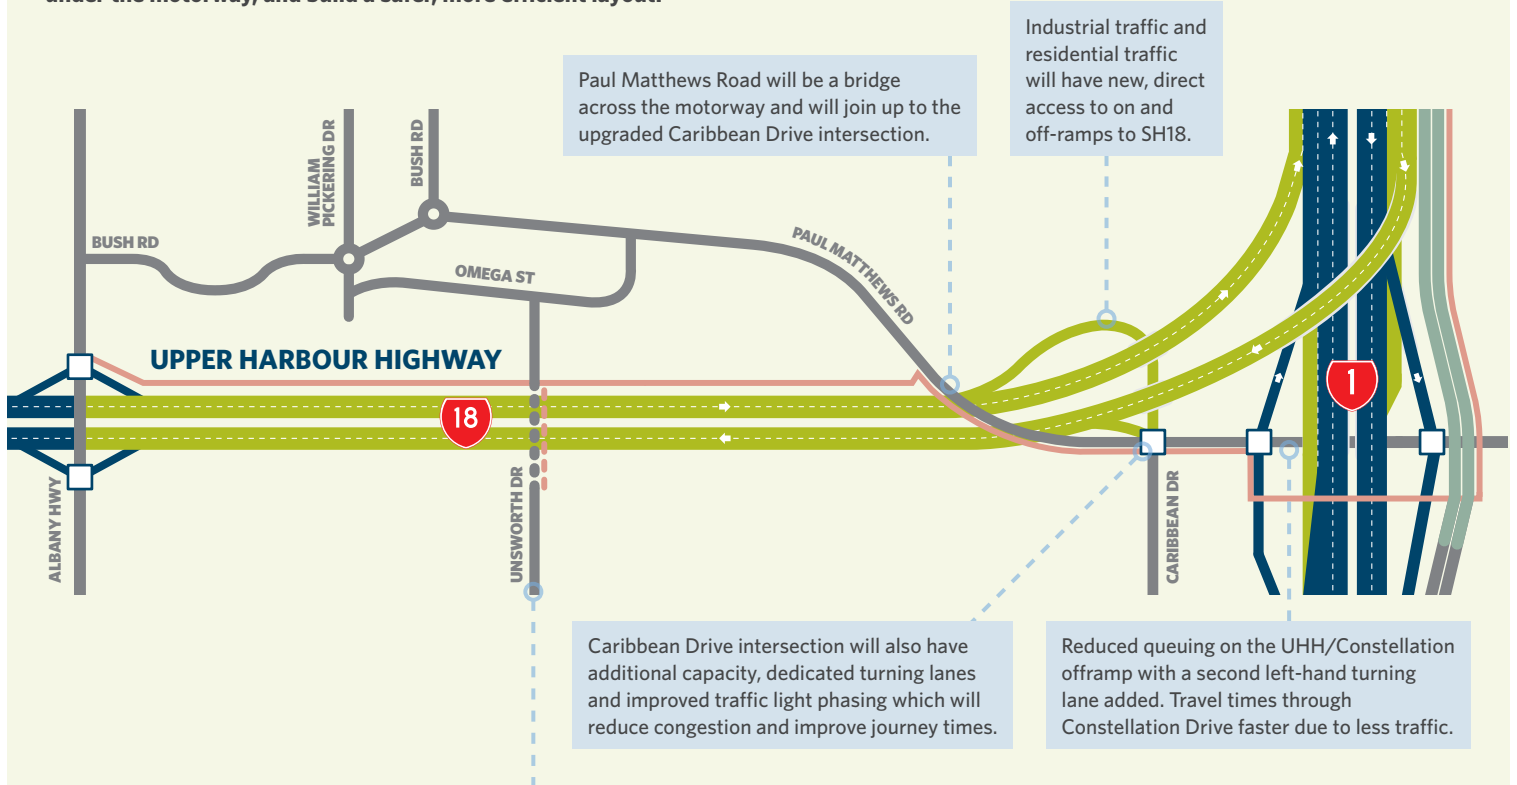 under the motorway, and build a safer, more efficient layout.
Industrial traffic and
residential traffic
will have new, direct
access to on and
off-ramps to SH18.
Paul Matthews Road will be a bridge
across the motorway and will join up to the
upgraded Caribbean Drive intersection.
WILLIAM
PICKERING DR
BUSH RD
BUSH RD
PAUL MATTHEWS RD
OMEGA ST
UPPER HARBOUR HIGHWAY
1
18
ALBANY HWY
UNSWORTH DR
CARIBBEAN DR
Caribbean Drive intersection will also have
additional capacity, dedicated turning lanes
and improved traffic light phasing which will
reduce congestion and improve journey times.
Reduced queuing on the UHH/Constellation
offramp with a second left-hand turning
lane added. Travel times through
Constellation Drive faster due to less traffic.